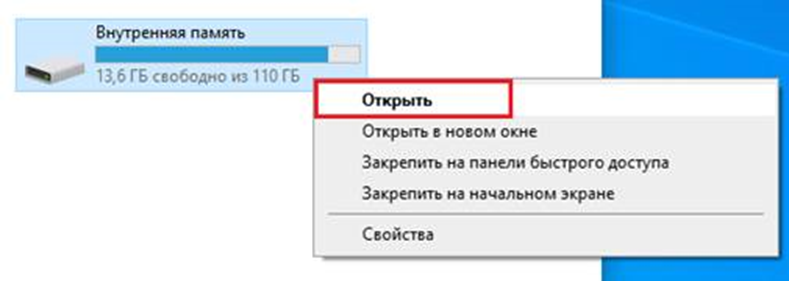 Внутренняя память
13,6 ГБ свободно из 110 ГБ
Открыть
Открыть в новом окне
Закрепить на панели быстрого доступа
Закрепить на начальном экране
Свойства